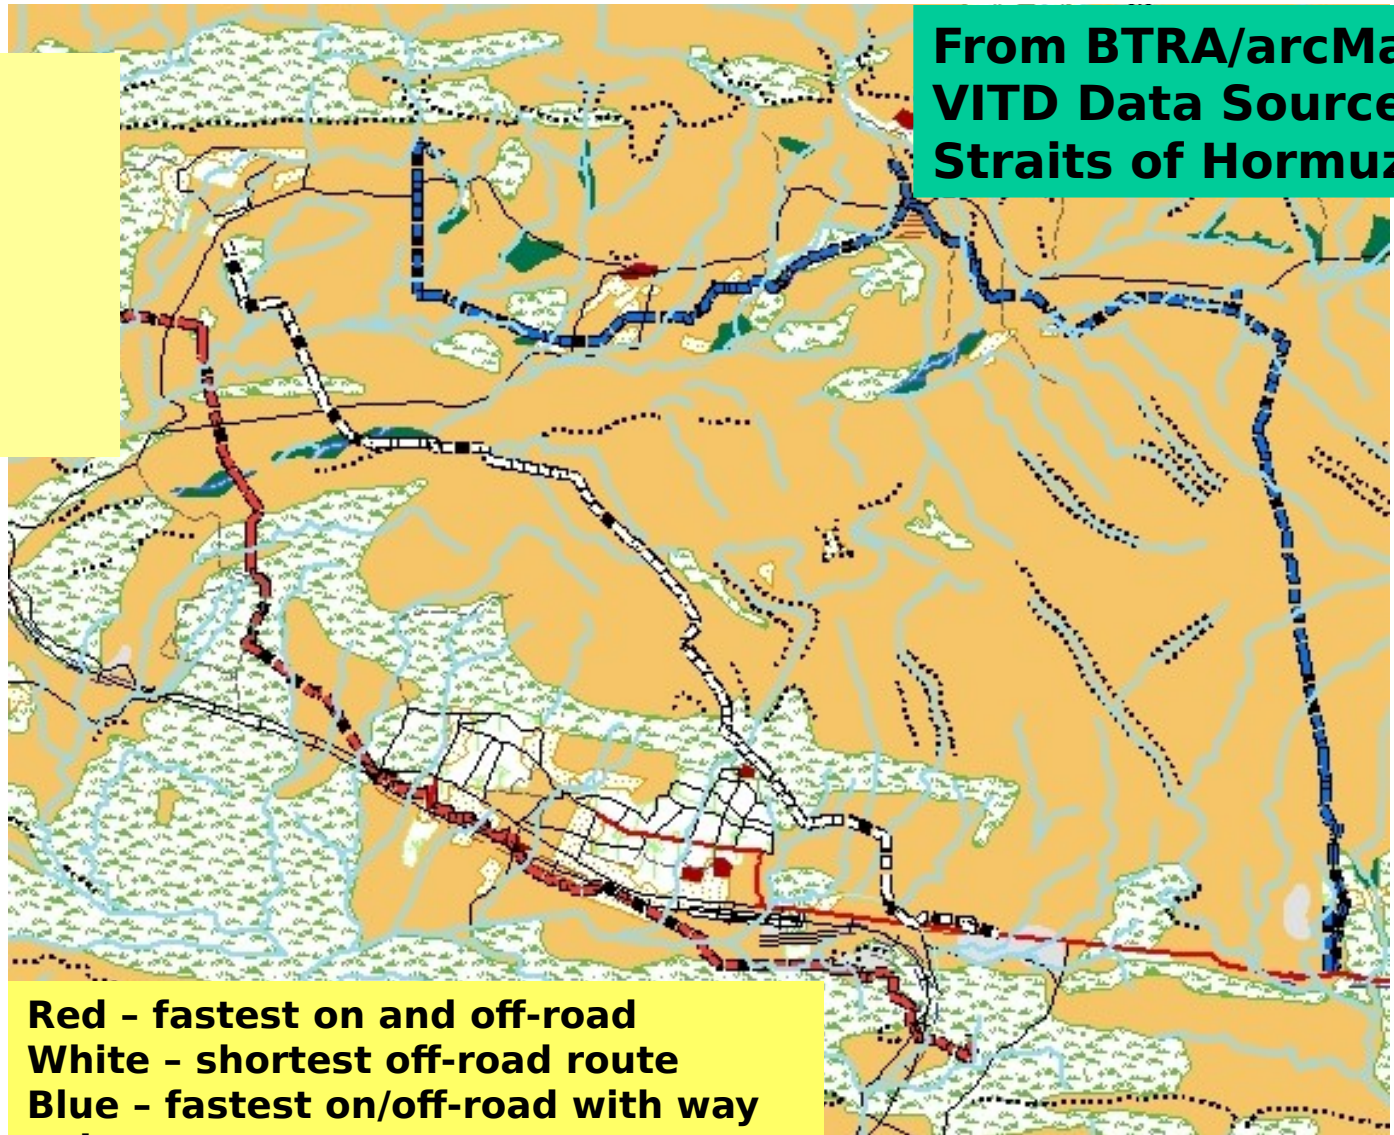 From BTRA/arcMa
VITD Data Source
Straits of Hormuz
Red – fastest on and off-road
White – shortest off-road route
Blue – fastest on/off-road with way